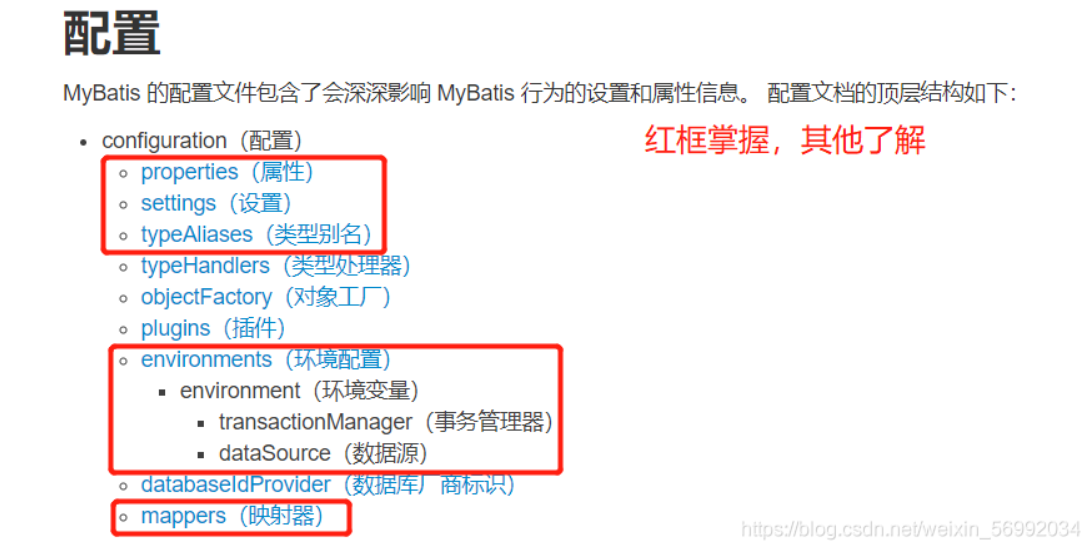 配置
MyBatis 的配置文件包含了会深深影响 MyBatis 行为的设置和属性信息。 配置文档的顶层结构如下：
configuration（配置）
红框掌握，其他了解
properties（属性）
settings（设置）
typeAliases（类型别名）
typeHandlers（类型处理器）
objectFactory（对象工厂）
plugins（插件）
environments（环境配置）
environment（环境变量）
transactionManager（事务管理器）
dataSource（数据源）
databaseIdProvider（数据库厂商标识）
mappers（映射器）
https://blog.csdn.net/weixin_56992034